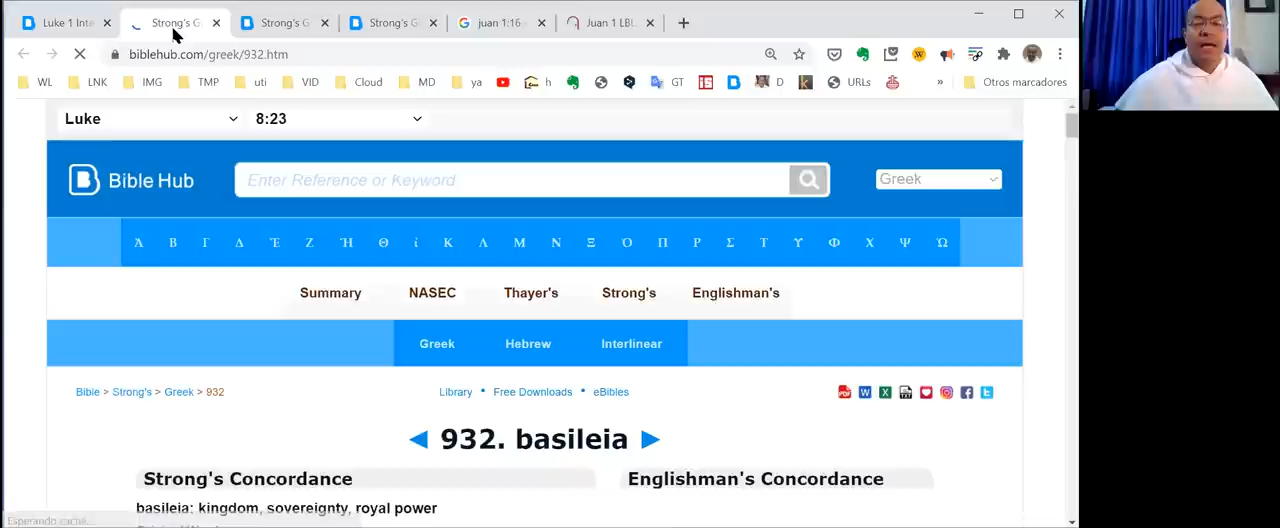 Luke 1 Inte
Strong's G
Strong's G
Strong's G
juan 1:16
Juan 1 LBL
biblehub.com/greek/932.htm
WL
LNK
IMG
TMP
uti
VID
Cloud
MD
ya
h
GT
D
URLs
»
Otros marcadores
Luke
8:23
Bible Hub
Enter Reference or Keyword
Greek
Ἀ Β Γ Δ Ἐ Ζ Ἡ Θ ἰ Κ Λ Μ Ν Ξ Ὁ Π Ρ Σ Τ Υ Φ Χ Ψ Ὡ
Summary NASEC Thayer's Strong's Englishman's
Greek Hebrew Interlinear
Bible > Strong's > Greek > 932
Library • Free Downloads • eBibles
◄ 932. basileia ►
Strong's Concordance
Englishman's Concordance
basileia: kingdom, sovereignty, royal power
Esperando caché...